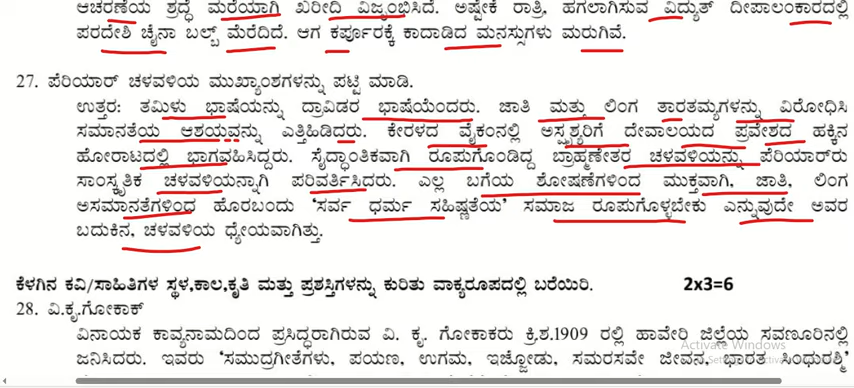 ಆಚರಣೆಯ ಶ್ರದ್ಧೆ ಮರೆಯಾಗಿ ಖರೀದಿ ವಿಜೃಂಭಿಸಿದೆ. ಅಷ್ಟೇಕೆ ರಾತ್ರಿ, ಹಗಲಾಗಿಸುವ ವಿದ್ಯುತ್ ದೀಪಾಲಂಕಾರದಲ್ಲಿ
ಪರದೇಶಿ ಚೈನಾ ಬಲ್ಬ್ ಮೆರೆದಿದೆ. ಆಗ ಕರ್ಪೂರಕ್ಕೆ ಕಾದಾಡಿದ ಮನಸ್ಸುಗಳು ಮರುಗಿವೆ.
27. ಪೆರಿಯಾರ್ ಚಳವಳಿಯ ಮುಖ್ಯಾಂಶಗಳನ್ನು ಪಟ್ಟಿ ಮಾಡಿ.
ಉತ್ತರ: ತಮಿಳು ಭಾಷೆಯನ್ನು ದ್ರಾವಿಡರ ಭಾಷೆಯೆಂದರು. ಜಾತಿ ಮತ್ತು ಲಿಂಗ ತಾರತಮ್ಯಗಳನ್ನು ವಿರೋಧಿಸಿ
ಸಮಾನತೆಯ ಆಶಯವನ್ನು ಎತ್ತಿಹಿಡಿದರು. ಕೇರಳದ ವೈಕಂನಲ್ಲಿ ಅಸ್ಪೃಶ್ಯರಿಗೆ ದೇವಾಲಯದ ಪ್ರವೇಶದ ಹಕ್ಕಿನ
ಹೋರಾಟದಲ್ಲಿ ಭಾಗವಹಿಸಿದ್ದರು. ಸೈದ್ಧಾಂತಿಕವಾಗಿ ರೂಪುಗೊಂಡಿದ್ದ ಬ್ರಾಹ್ಮಣೇತರ ಚಳವಳಿಯನ್ನು ಪೆರಿಯಾರ್‌ರು
ಸಾಂಸ್ಕೃತಿಕ ಚಳವಳಿಯನ್ನಾಗಿ ಪರಿವರ್ತಿಸಿದರು. ಎಲ್ಲ ಬಗೆಯ ಶೋಷಣೆಗಳಿಂದ ಮುಕ್ತವಾಗಿ, ಜಾತಿ, ಲಿಂಗ
ಅಸಮಾನತೆಗಳಿಂದ ಹೊರಬಂದು 'ಸರ್ವ ಧರ್ಮ ಸಹಿಷ್ಣತೆಯ' ಸಮಾಜ ರೂಪುಗೊಳ್ಳಬೇಕು ಎನ್ನುವುದೇ ಅವರ
ಬದುಕಿನ, ಚಳವಳಿಯ ಧ್ಯೇಯವಾಗಿತ್ತು.
ಕೆಳಗಿನ ಕವಿ/ಸಾಹಿತಿಗಳ ಸ್ಥಳ,ಕಾಲ,ಕೃತಿ ಮತ್ತು ಪ್ರಶಸ್ತಿಗಳನ್ನು ಕುರಿತು ವಾಕ್ಯರೂಪದಲ್ಲಿ ಬರೆಯಿರಿ. 2x3=6
28. ವಿ.ಕೃ.ಗೋಕಾಕ್
ವಿನಾಯಕ ಕಾವ್ಯನಾಮದಿಂದ ಪ್ರಸಿದ್ಧರಾಗಿರುವ ವಿ. ಕೃ. ಗೋಕಾಕರು ಕ್ರಿ.ಶ.1909 ರಲ್ಲಿ ಹಾವೇರಿ ಜಿಲ್ಲೆಯ ಸವಣೂರಿನಲ್ಲಿ
Activate Windows
ಜನಿಸಿದರು. ಇವರು 'ಸಮುದ್ರಗೀತೆಗಳು, ಪಯಣ, ಉಗಮ, ಇಜ್ಜೋಡು, ಸಮರಸವೇ ಜೀವನ, ಭಾರತ ಸಿಂಧುರಶ್ಮಿ'